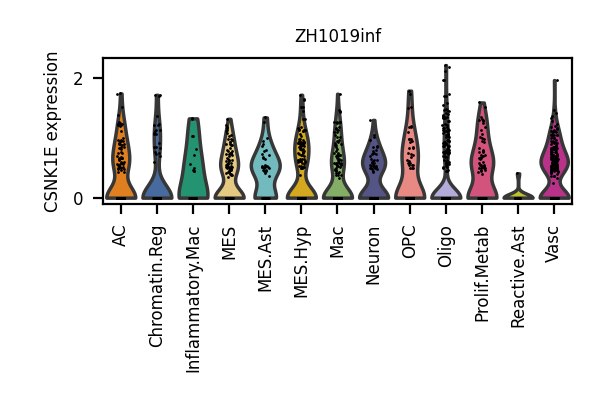 ZH1019inf
CSNK1E expression
2
0
AC
Chromatin.Reg
Inflammatory.Mac
MES
MES.Ast
MES.Hyp
Mac
Neuron
OPC
Oligo
Prolif.Metab
Reactive.Ast
Vasc